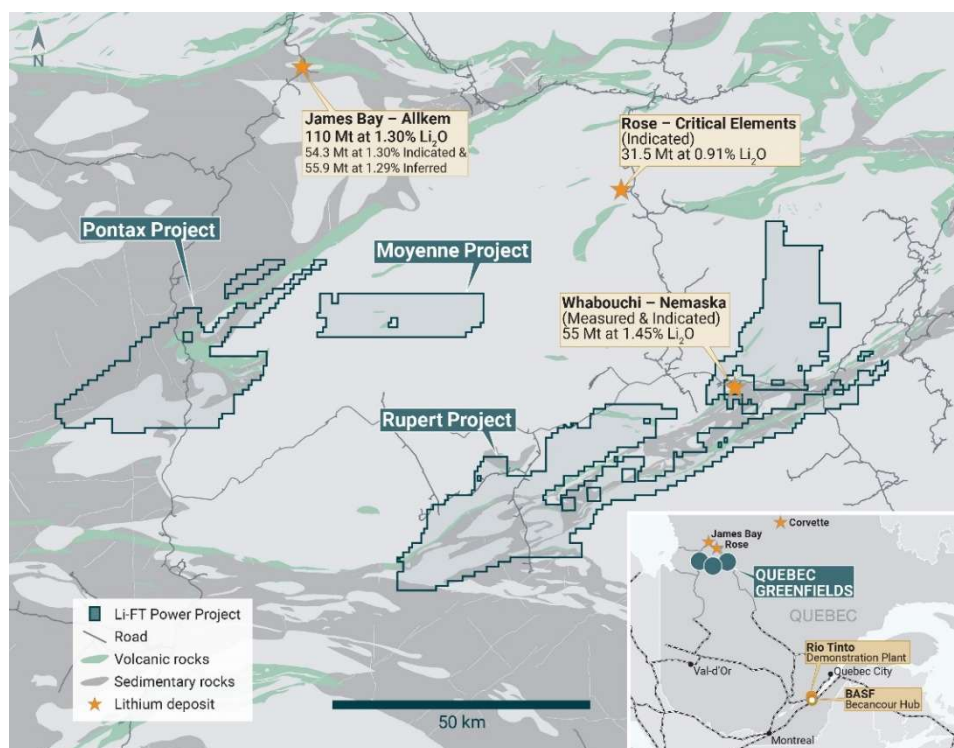 N
James Bay – Allkem
110 Mt at 1.30% Li₂O
54.3 Mt at 1.30% Indicated &
55.9 Mt at 1.29% Inferred
Rose – Critical Elements
(Indicated)
31.5 Mt at 0.91% Li₂O
Pontax Project
Moyenne Project
Whabouchi – Nemaska
(Measured & Indicated)
55 Mt at 1.45% Li₂O
Rupert Project
Li-FT Power Project
Road
Volcanic rocks
Sedimentary rocks
Lithium deposit
50 km
Corvette
James Bay
Rose
QUEBEC
GREENFIELDS
QUEBEC
Rio Tinto
Demonstration Plant
Val-d'Or
Quebec City
BASF
Becancour Hub
Montreal